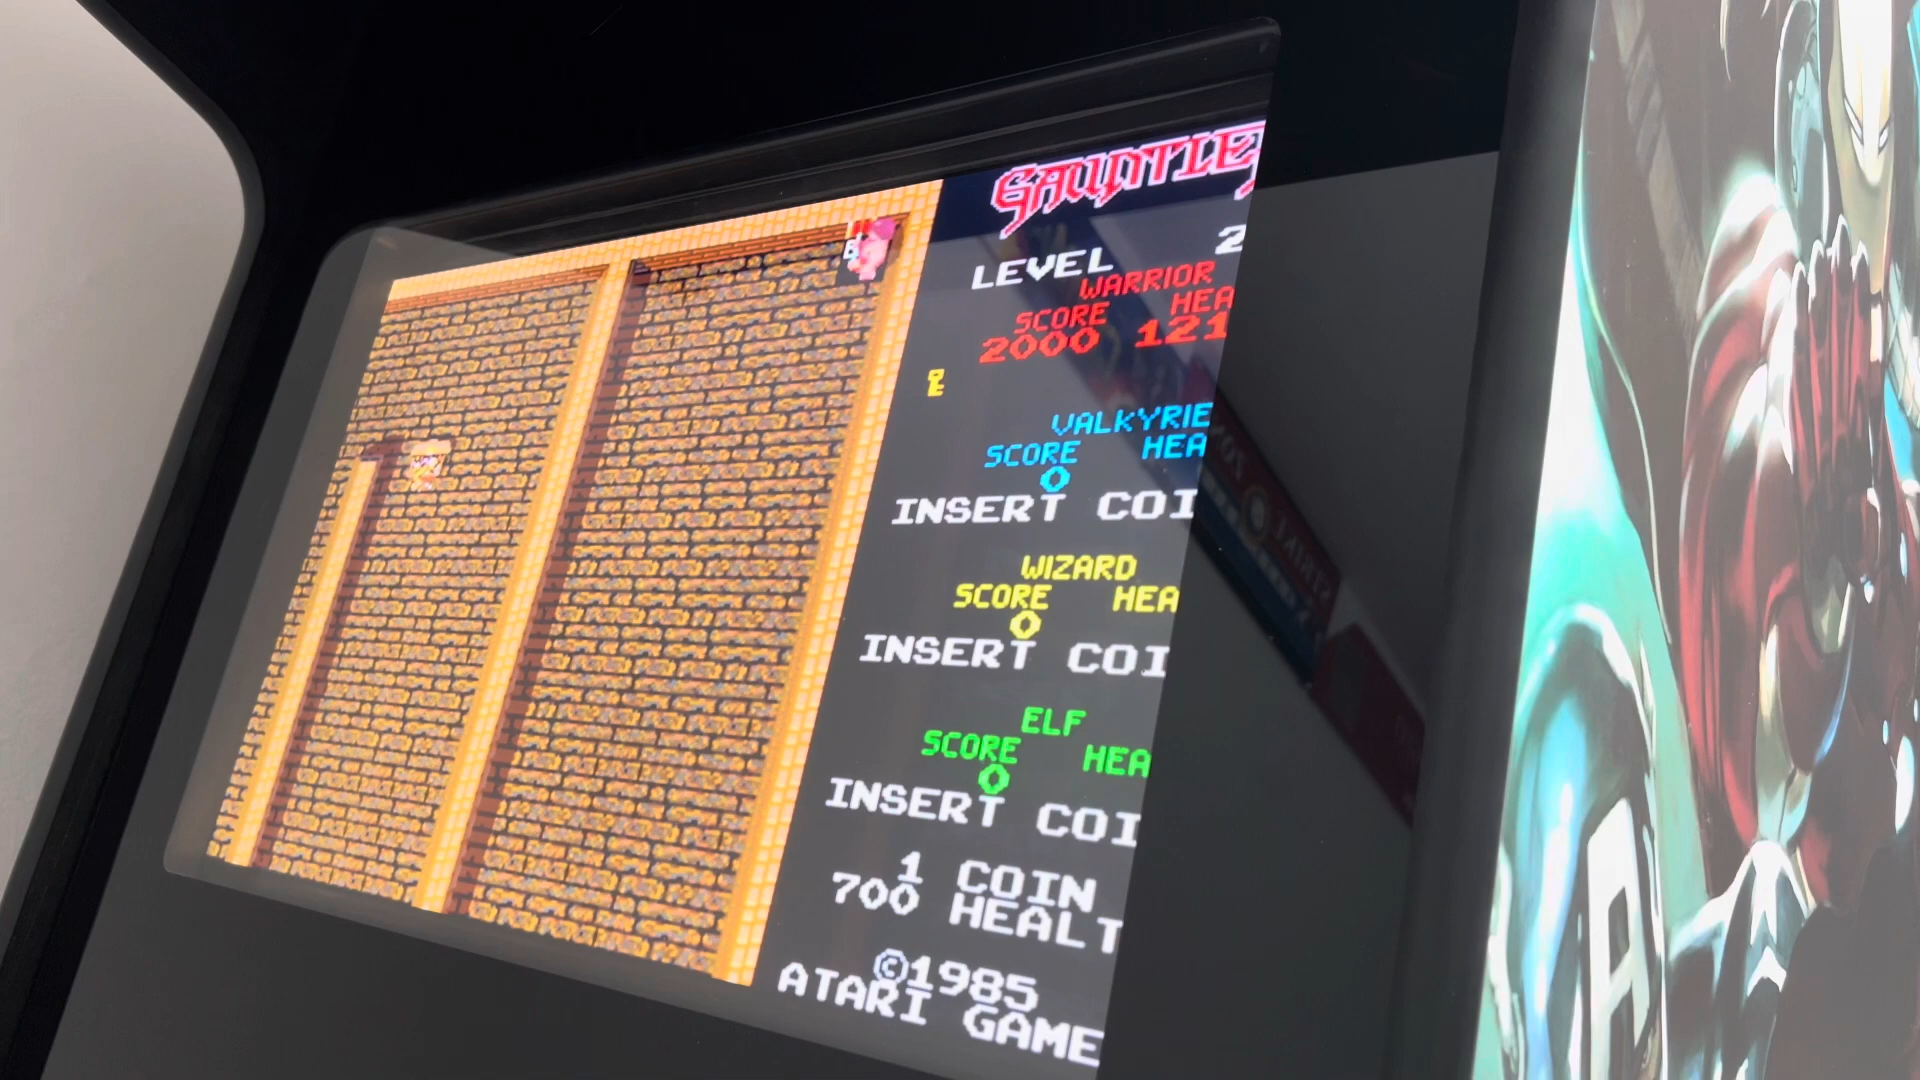 GAUNTLE
LEVEL 2
WARRIOR
SCORE HEA
2000 121
VALKYRIE
SCORE HEA
0
INSERT COI
WIZARD
SCORE HEA
0
INSERT COI
ELF
SCORE HEA
0
INSERT COI
1 COIN
700 HEALT
©1985
ATARI GAME
A